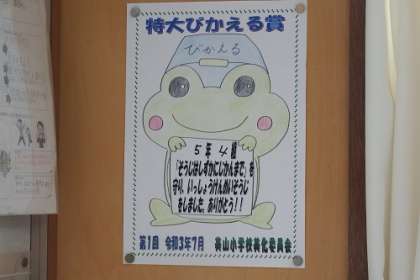 特大ぴかえる賞
ぴかえる
5年4組
「そうじはしずかにじかんまで」を
守り、いっしょうけんめいそうじ
をしました。ありがとう!!
第1回 令和3年7月
美山小学校美化委員会